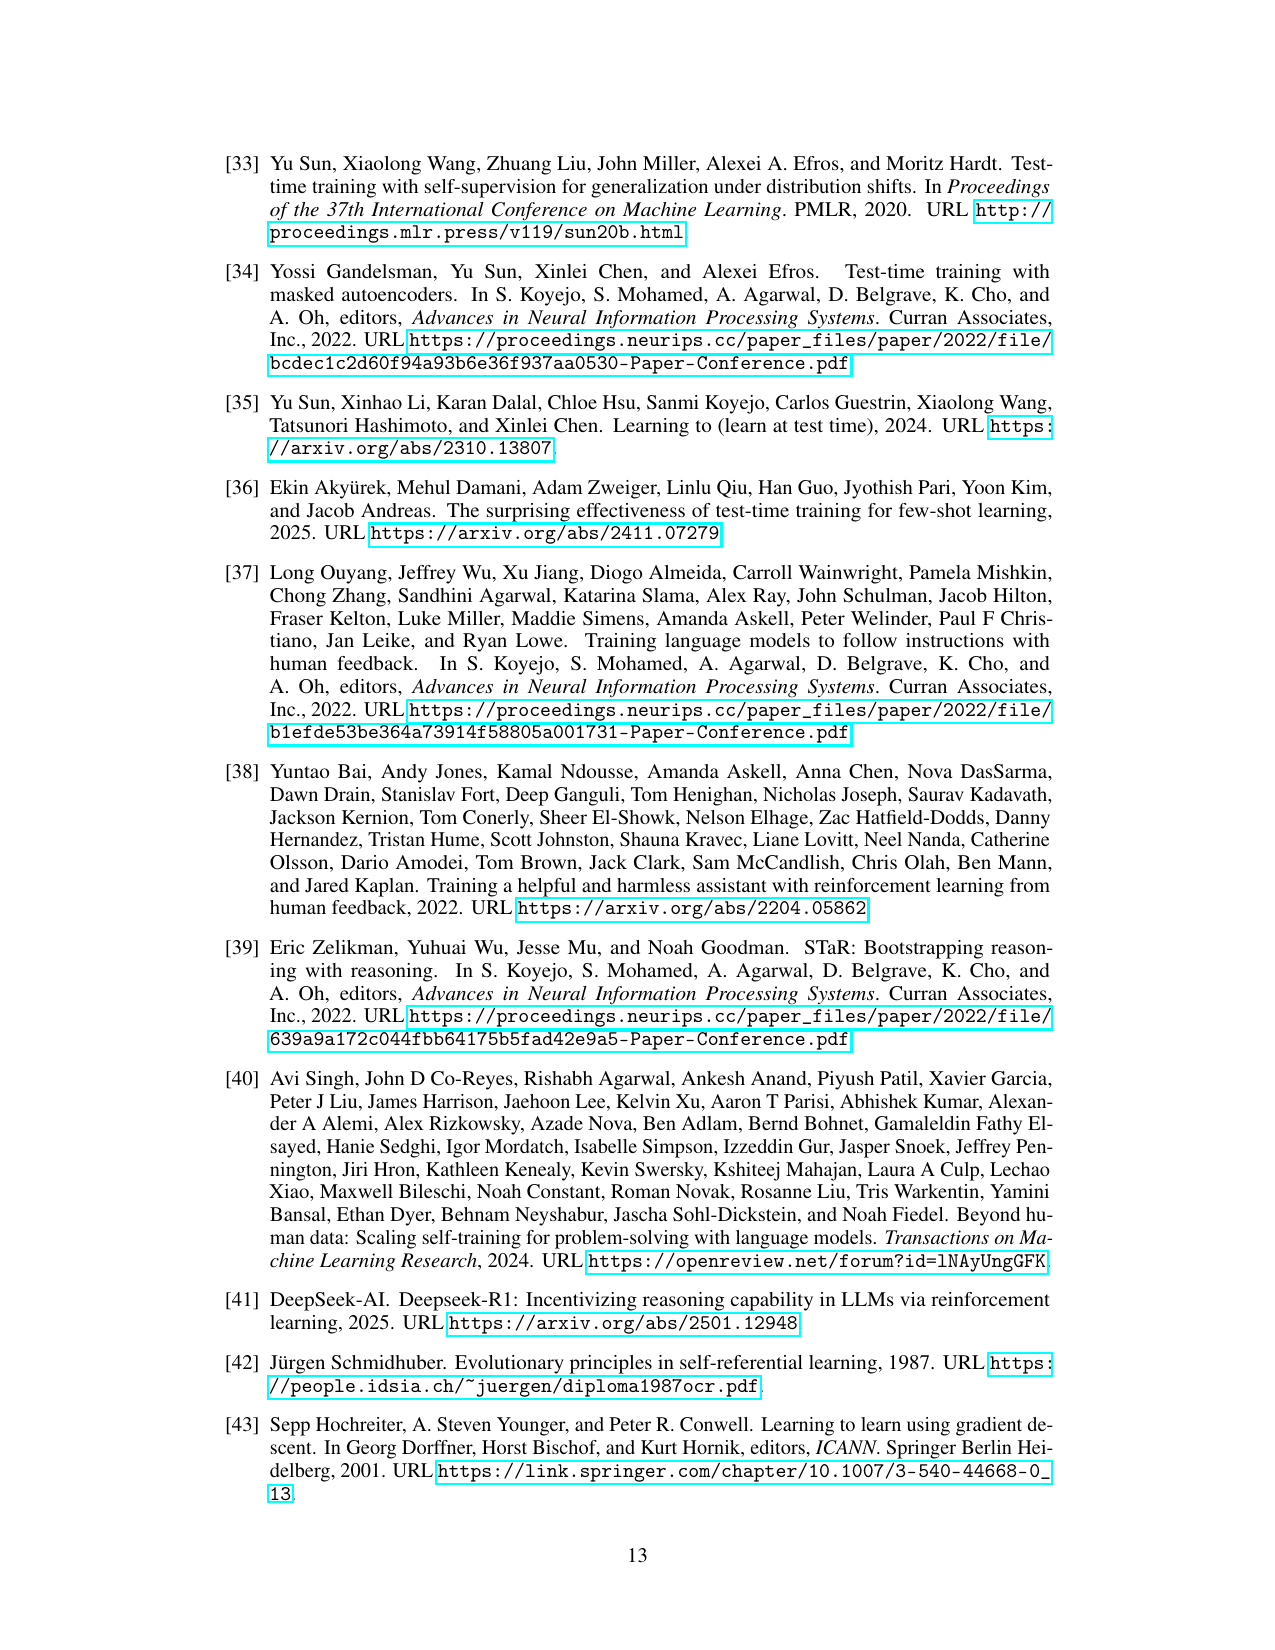 [33] Yu Sun, Xiaolong Wang, Zhuang Liu, John Miller, Alexei A. Efros, and Moritz Hardt. Test-
time training with self-supervision for generalization under distribution shifts. In Proceedings
of the 37th International Conference on Machine Learning. PMLR, 2020. URL http://
proceedings.mlr.press/v119/sun20b.html.
[34] Yossi Gandelsman, Yu Sun, Xinlei Chen, and Alexei Efros. Test-time training with
masked autoencoders. In S. Koyejo, S. Mohamed, A. Agarwal, D. Belgrave, K. Cho, and
A. Oh, editors, Advances in Neural Information Processing Systems. Curran Associates,
Inc., 2022. URL https://proceedings.neurips.cc/paper_files/paper/2022/file/
bcdec1c2d60f94a93b6e36f937aa0530-Paper-Conference.pdf.
[35] Yu Sun, Xinhao Li, Karan Dalal, Chloe Hsu, Sanmi Koyejo, Carlos Guestrin, Xiaolong Wang,
Tatsunori Hashimoto, and Xinlei Chen. Learning to (learn at test time), 2024. URL https:
//arxiv.org/abs/2310.13807.
[36] Ekin Akyürek, Mehul Damani, Adam Zweiger, Linlu Qiu, Han Guo, Jyothish Pari, Yoon Kim,
and Jacob Andreas. The surprising effectiveness of test-time training for few-shot learning,
2025. URL https://arxiv.org/abs/2411.07279.
[37] Long Ouyang, Jeffrey Wu, Xu Jiang, Diogo Almeida, Carroll Wainwright, Pamela Mishkin,
Chong Zhang, Sandhini Agarwal, Katarina Slama, Alex Ray, John Schulman, Jacob Hilton,
Fraser Kelton, Luke Miller, Maddie Simens, Amanda Askell, Peter Welinder, Paul F Chris-
tiano, Jan Leike, and Ryan Lowe. Training language models to follow instructions with
human feedback. In S. Koyejo, S. Mohamed, A. Agarwal, D. Belgrave, K. Cho, and
A. Oh, editors, Advances in Neural Information Processing Systems. Curran Associates,
Inc., 2022. URL https://proceedings.neurips.cc/paper_files/paper/2022/file/
b1efde53be364a73914f58805a001731-Paper-Conference.pdf.
[38] Yuntao Bai, Andy Jones, Kamal Ndousse, Amanda Askell, Anna Chen, Nova DasSarma,
Dawn Drain, Stanislav Fort, Deep Ganguli, Tom Henighan, Nicholas Joseph, Saurav Kadavath,
Jackson Kernion, Tom Conerly, Sheer El-Showk, Nelson Elhage, Zac Hatfield-Dodds, Danny
Hernandez, Tristan Hume, Scott Johnston, Shauna Kravec, Liane Lovitt, Neel Nanda, Catherine
Olsson, Dario Amodei, Tom Brown, Jack Clark, Sam McCandlish, Chris Olah, Ben Mann,
and Jared Kaplan. Training a helpful and harmless assistant with reinforcement learning from
human feedback, 2022. URL https://arxiv.org/abs/2204.05862.
[39] Eric Zelikman, Yuhuai Wu, Jesse Mu, and Noah Goodman. STaR: Bootstrapping reason-
ing with reasoning. In S. Koyejo, S. Mohamed, A. Agarwal, D. Belgrave, K. Cho, and
A. Oh, editors, Advances in Neural Information Processing Systems. Curran Associates,
Inc., 2022. URL https://proceedings.neurips.cc/paper_files/paper/2022/file/
639a9a172c044fbb64175b5fad42e9a5-Paper-Conference.pdf.
[40] Avi Singh, John D Co-Reyes, Rishabh Agarwal, Ankesh Anand, Piyush Patil, Xavier Garcia,
Peter J Liu, James Harrison, Jaehoon Lee, Kelvin Xu, Aaron T Parisi, Abhishek Kumar, Alexan-
der A Alemi, Alex Rizkowsky, Azade Nova, Ben Adlam, Bernd Bohnet, Gamaleldin Fathy El-
sayed, Hanie Sedghi, Igor Mordatch, Isabelle Simpson, Izzeddin Gur, Jasper Snoek, Jeffrey Pen-
nington, Jiri Hron, Kathleen Kenealy, Kevin Swersky, Kshiteej Mahajan, Laura A Culp, Lechao
Xiao, Maxwell Bileschi, Noah Constant, Roman Novak, Rosanne Liu, Tris Warkentin, Yamini
Bansal, Ethan Dyer, Behnam Neyshabur, Jascha Sohl-Dickstein, and Noah Fiedel. Beyond hu-
man data: Scaling self-training for problem-solving with language models. Transactions on Ma-
chine Learning Research, 2024. URL https://openreview.net/forum?id=lNAyUngGFK.
[41] DeepSeek-AI. Deepseek-R1: Incentivizing reasoning capability in LLMs via reinforcement
learning, 2025. URL https://arxiv.org/abs/2501.12948.
[42] Jürgen Schmidhuber. Evolutionary principles in self-referential learning, 1987. URL https:
//people.idsia.ch/~juergen/diploma1987ocr.pdf.
[43] Sepp Hochreiter, A. Steven Younger, and Peter R. Conwell. Learning to learn using gradient de-
scent. In Georg Dorffner, Horst Bischof, and Kurt Hornik, editors, ICANN. Springer Berlin Hei-
delberg, 2001. URL https://link.springer.com/chapter/10.1007/3-540-44668-0_
13.
13